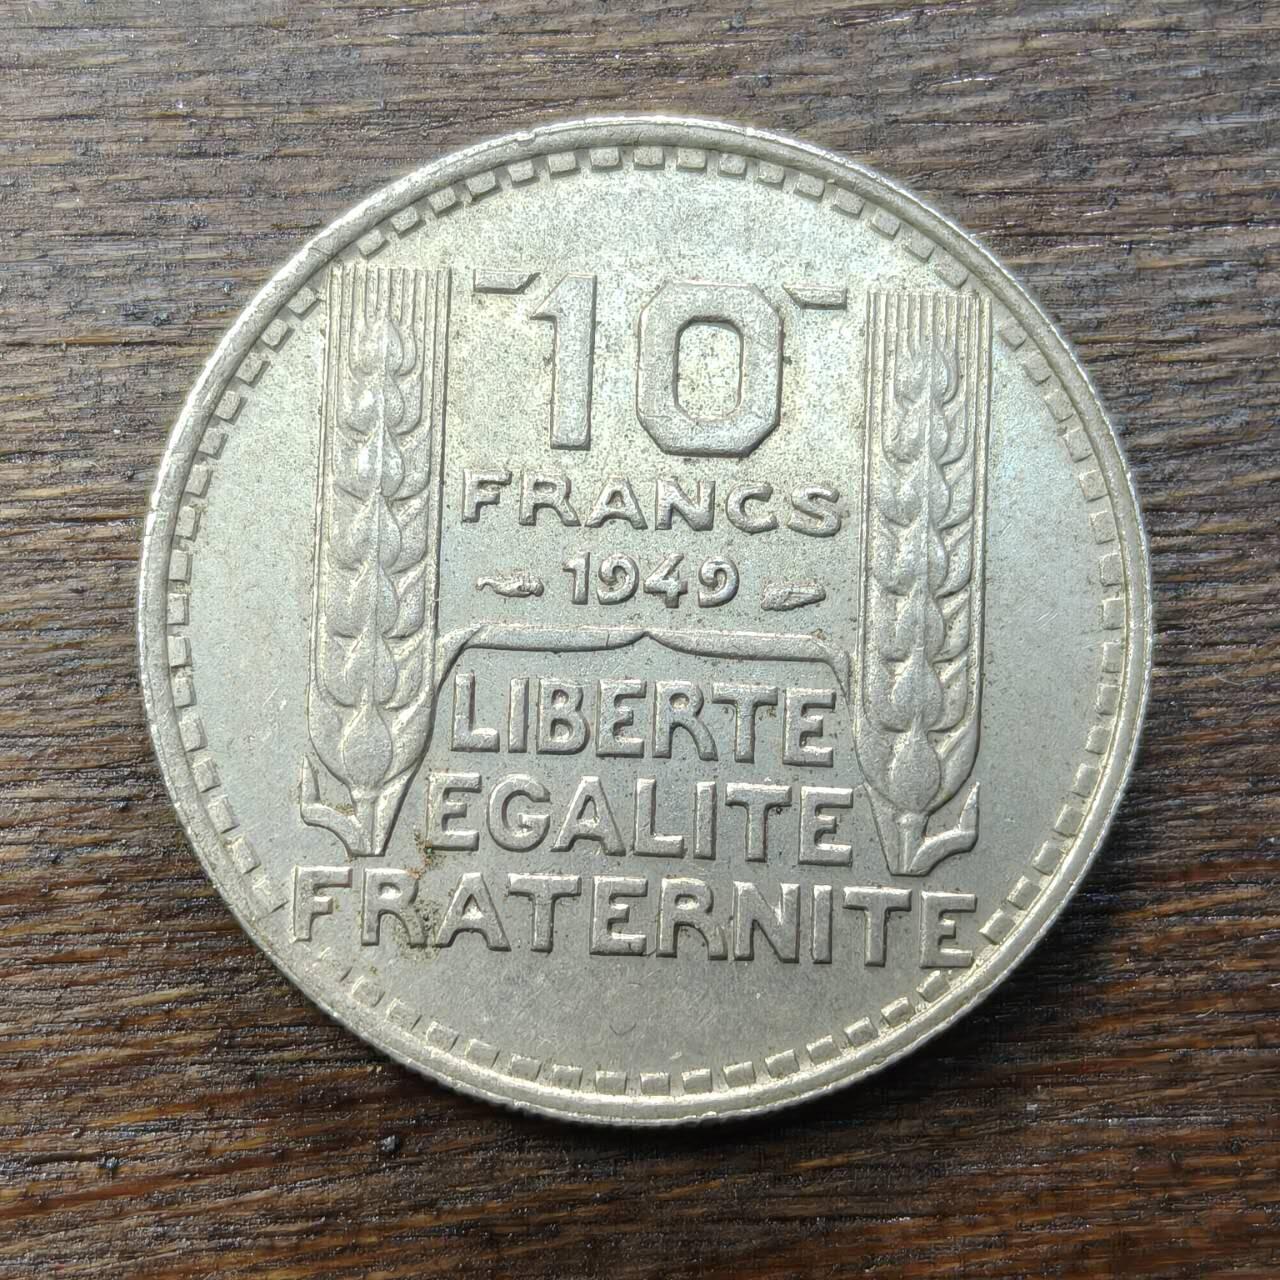 10
FRANCS
1949
LIBERTE
EGALITE
FRATERNITE